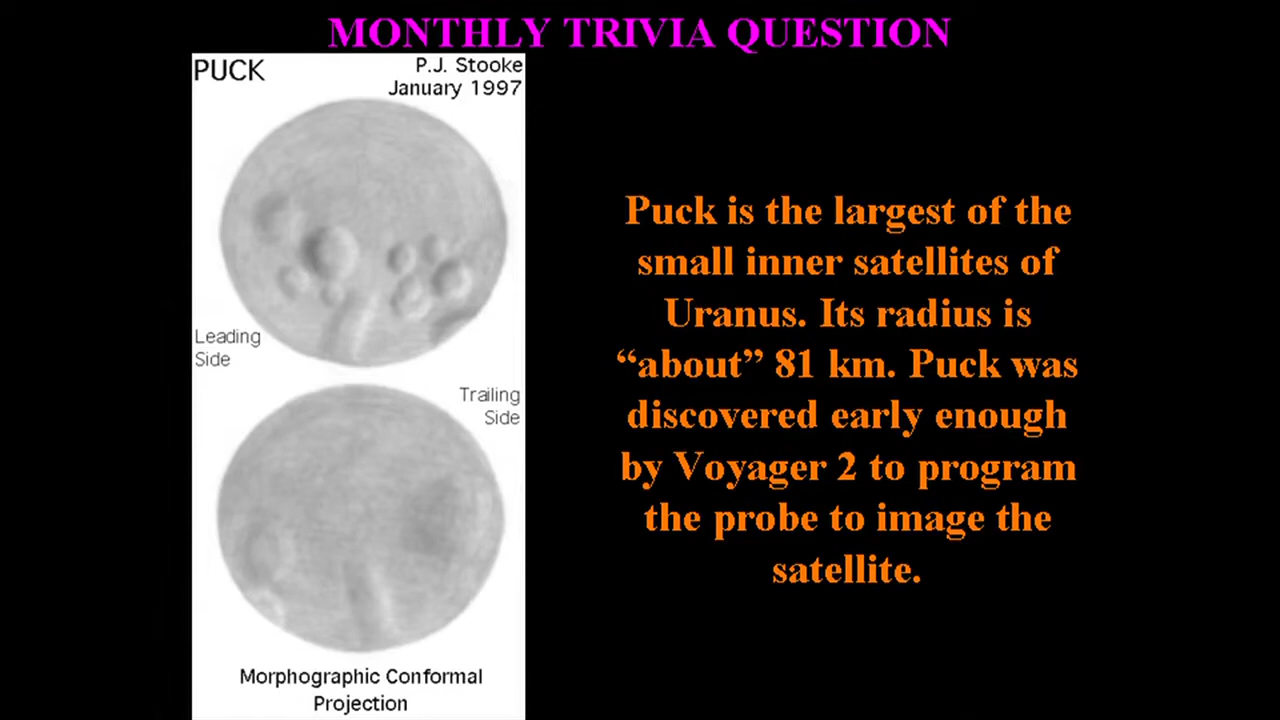 MONTHLY TRIVIA QUESTION
PUCK
P.J. Stooke
January 1997
Leading
Side
Trailing
Side
Morphographic Conformal
Projection
Puck is the largest of the
small inner satellites of
Uranus. Its radius is
“about” 81 km. Puck was
discovered early enough
by Voyager 2 to program
the probe to image the
satellite.